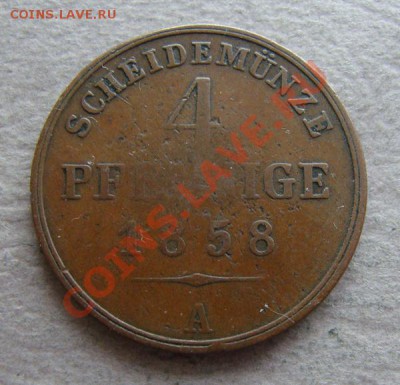 COINS.LAVE.RU
SCHEIDEMÜNZE
4
PFENNIGE
1858
A
COINS.LAVE.RU